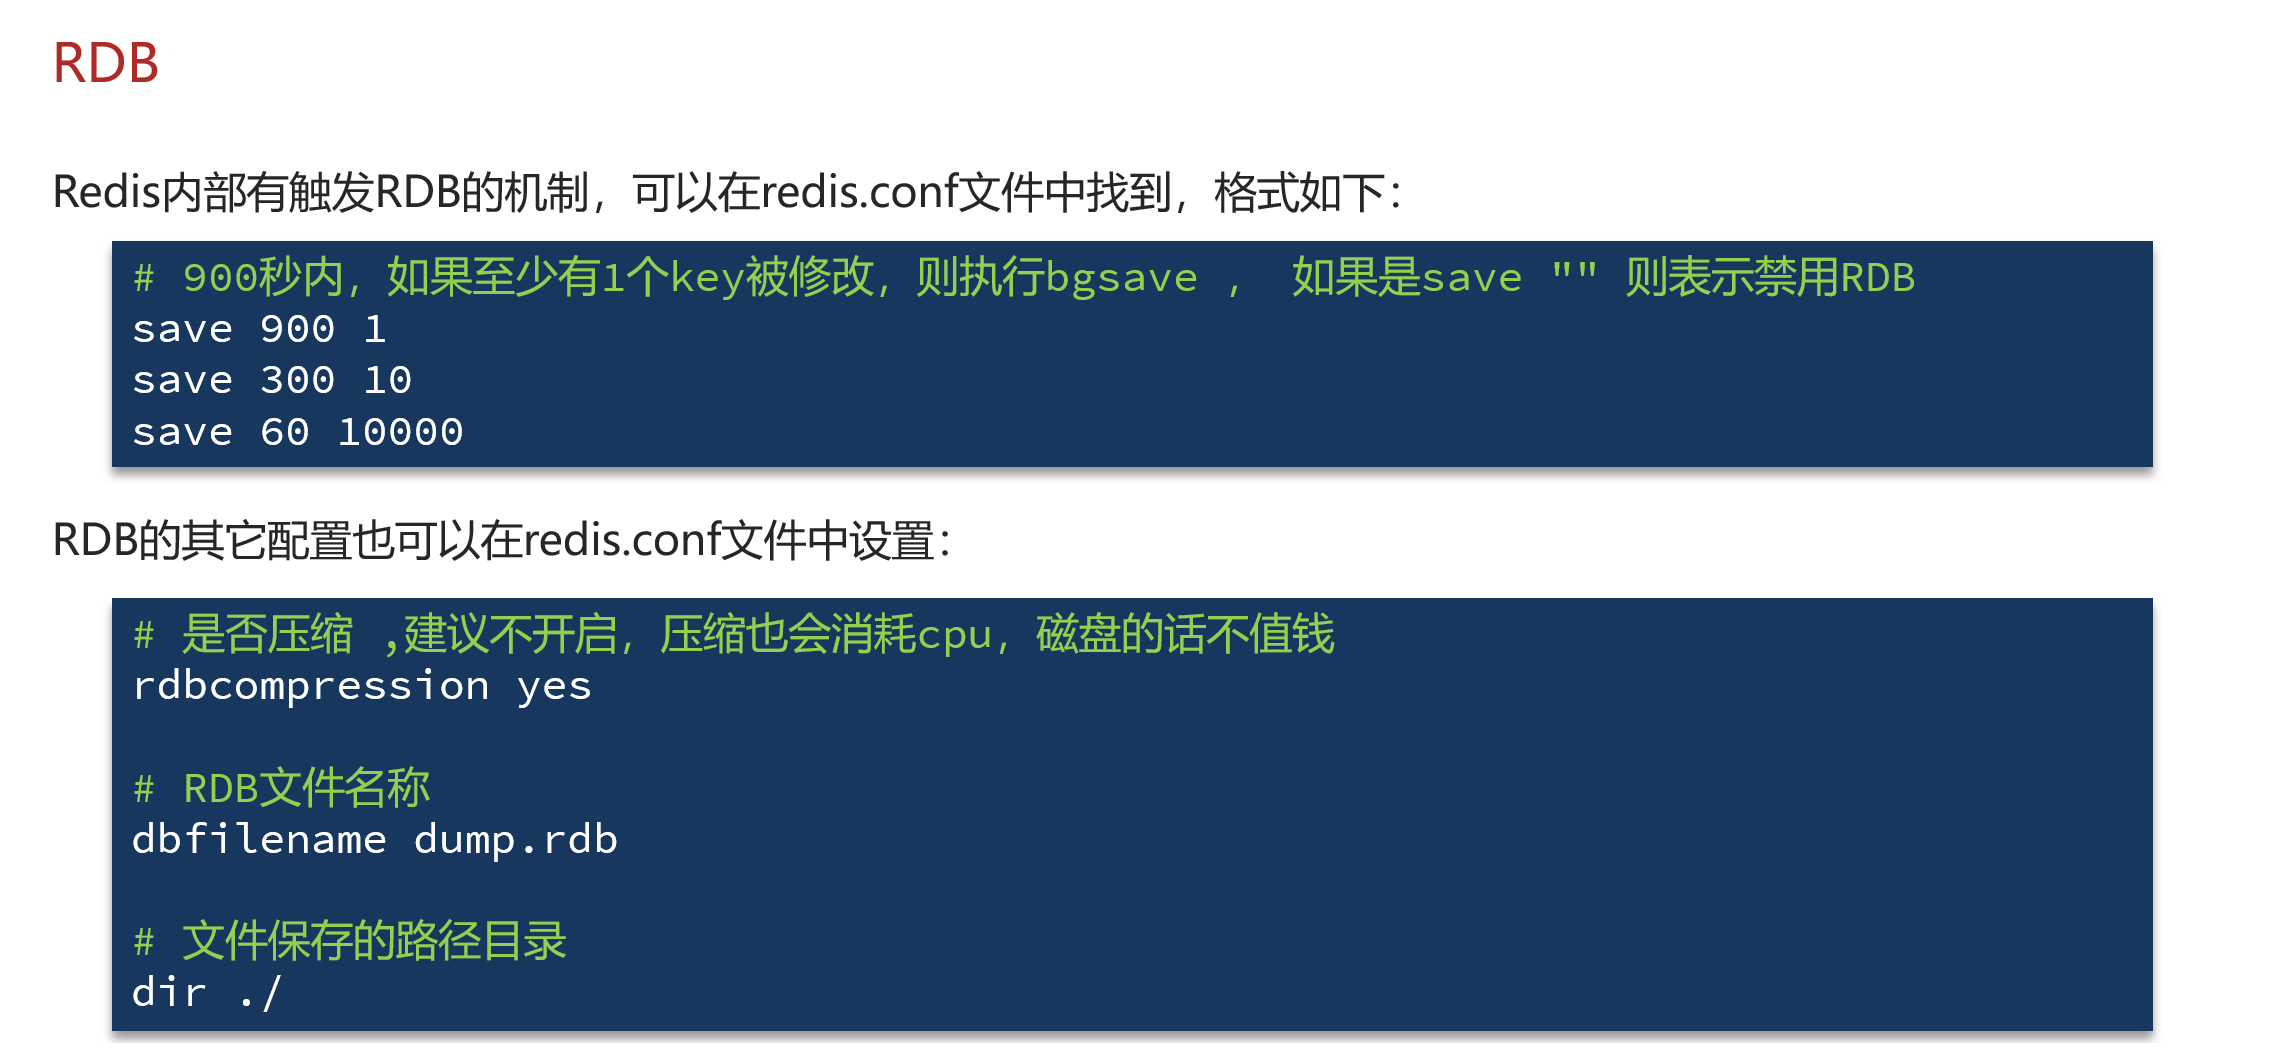 RDB
Redis内部有触发RDB的机制，可以在redis.conf文件中找到，格式如下：
# 900秒内，如果至少有1个key被修改，则执行bgsave ， 如果是save "" 则表示禁用RDB
save 900 1
save 300 10
save 60 10000
RDB的其它配置也可以在redis.conf文件中设置：
# 是否压缩 ,建议不开启，压缩也会消耗cpu，磁盘的话不值钱
rdbcompression yes
# RDB文件名称
dbfilename dump.rdb
# 文件保存的路径目录
dir ./